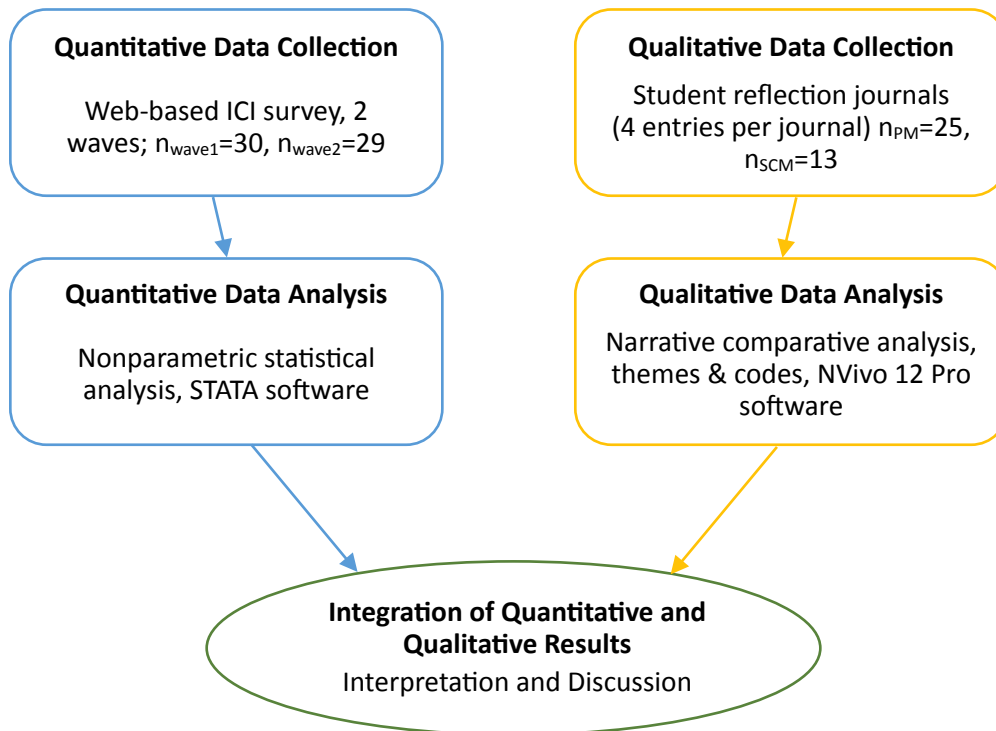 Quantitative Data Collection
Web-based ICI survey, 2
waves; nwave1=30, nwave2=29
Qualitative Data Collection
Student reflection journals
(4 entries per journal) nPM=25,
nSCM=13
Quantitative Data Analysis
Nonparametric statistical
analysis, STATA software
Qualitative Data Analysis
Narrative comparative analysis,
themes & codes, NVivo 12 Pro
software
Integration of Quantitative and
Qualitative Results
Interpretation and Discussion